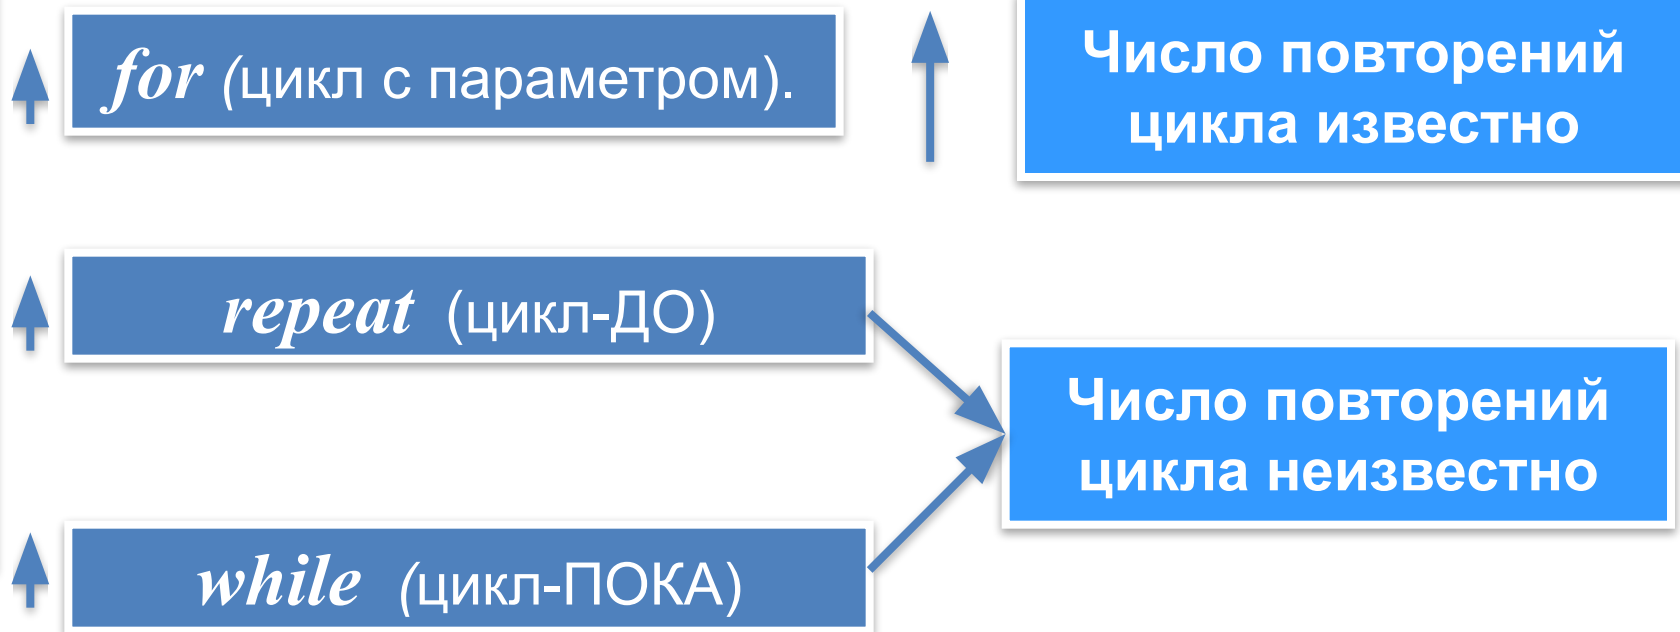 for (цикл с параметром).
Число повторений
цикла известно
repeat (цикл-ДО)
Число повторений
цикла неизвестно
while (цикл-ПОКА)